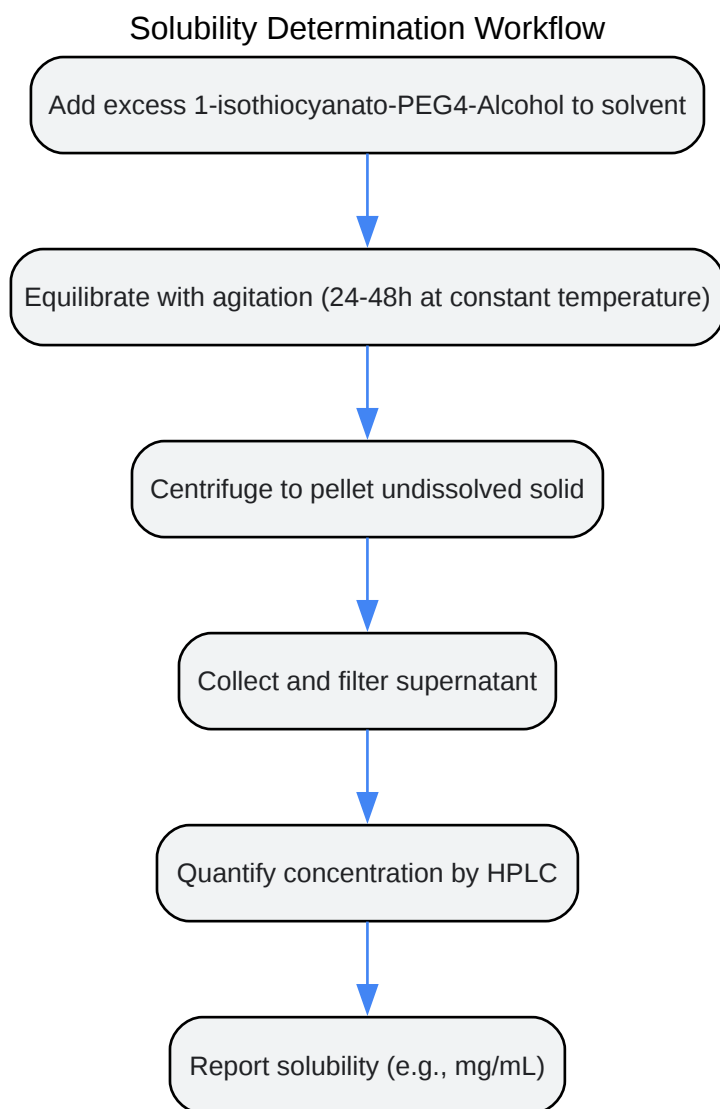 Solubility Determination Workflow
Add excess 1-isothiocyanato-PEG4-Alcohol to solvent
Equilibrate with agitation (24-48h at constant temperature)
Centrifuge to pellet undissolved solid
Collect and filter supernatant
Quantify concentration by HPLC
Report solubility (e.g., mg/mL)